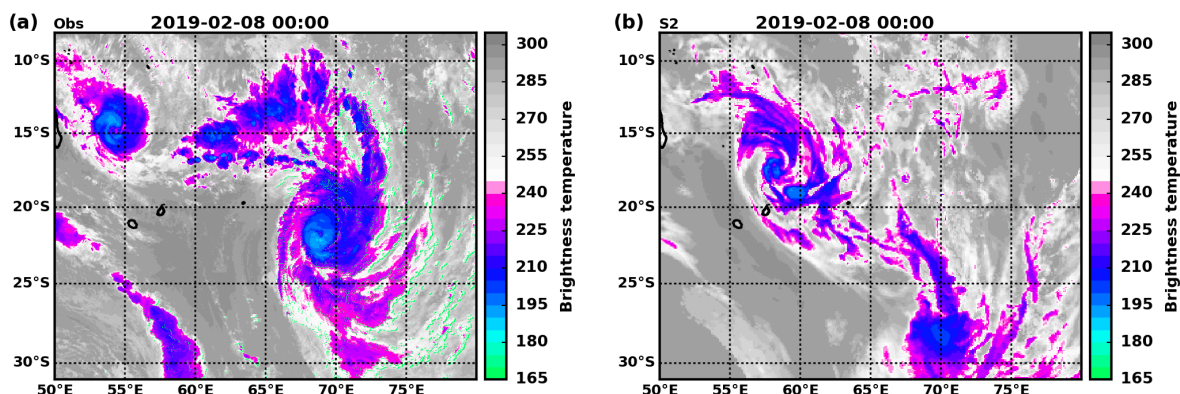 (a) Obs 2019-02-08 00:00
10°S
15°S
20°S
25°S
30°S
50°E 55°E 60°E 65°E 70°E 75°E
300
285
270
255
240
225
210
195
180
165
Brightness temperature
(b) S2 2019-02-08 00:00
10°S
15°S
20°S
25°S
30°S
50°E 55°E 60°E 65°E 70°E 75°E
300
285
270
255
240
225
210
195
180
165
Brightness temperature